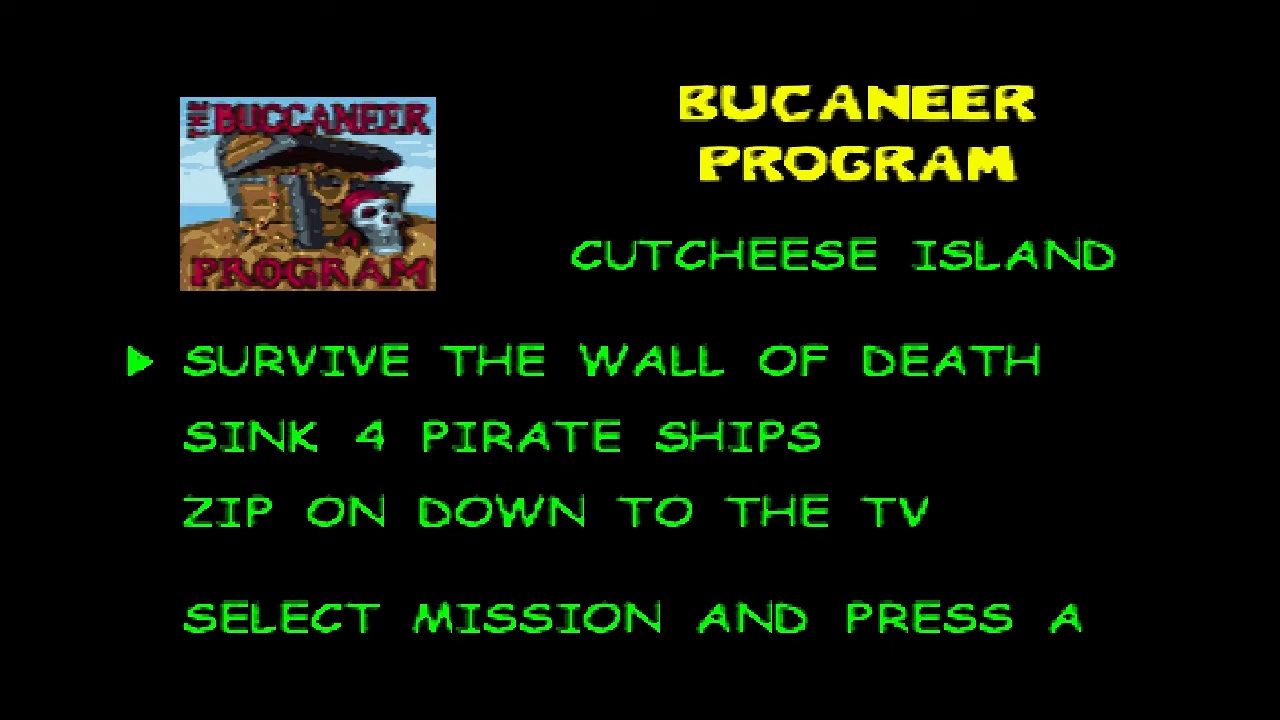 THE BUCCANEER
PROGRAM
BUCANEER
PROGRAM
CUTCHEESE ISLAND
SURVIVE THE WALL OF DEATH
SINK 4 PIRATE SHIPS
ZIP ON DOWN TO THE TV
SELECT MISSION AND PRESS A